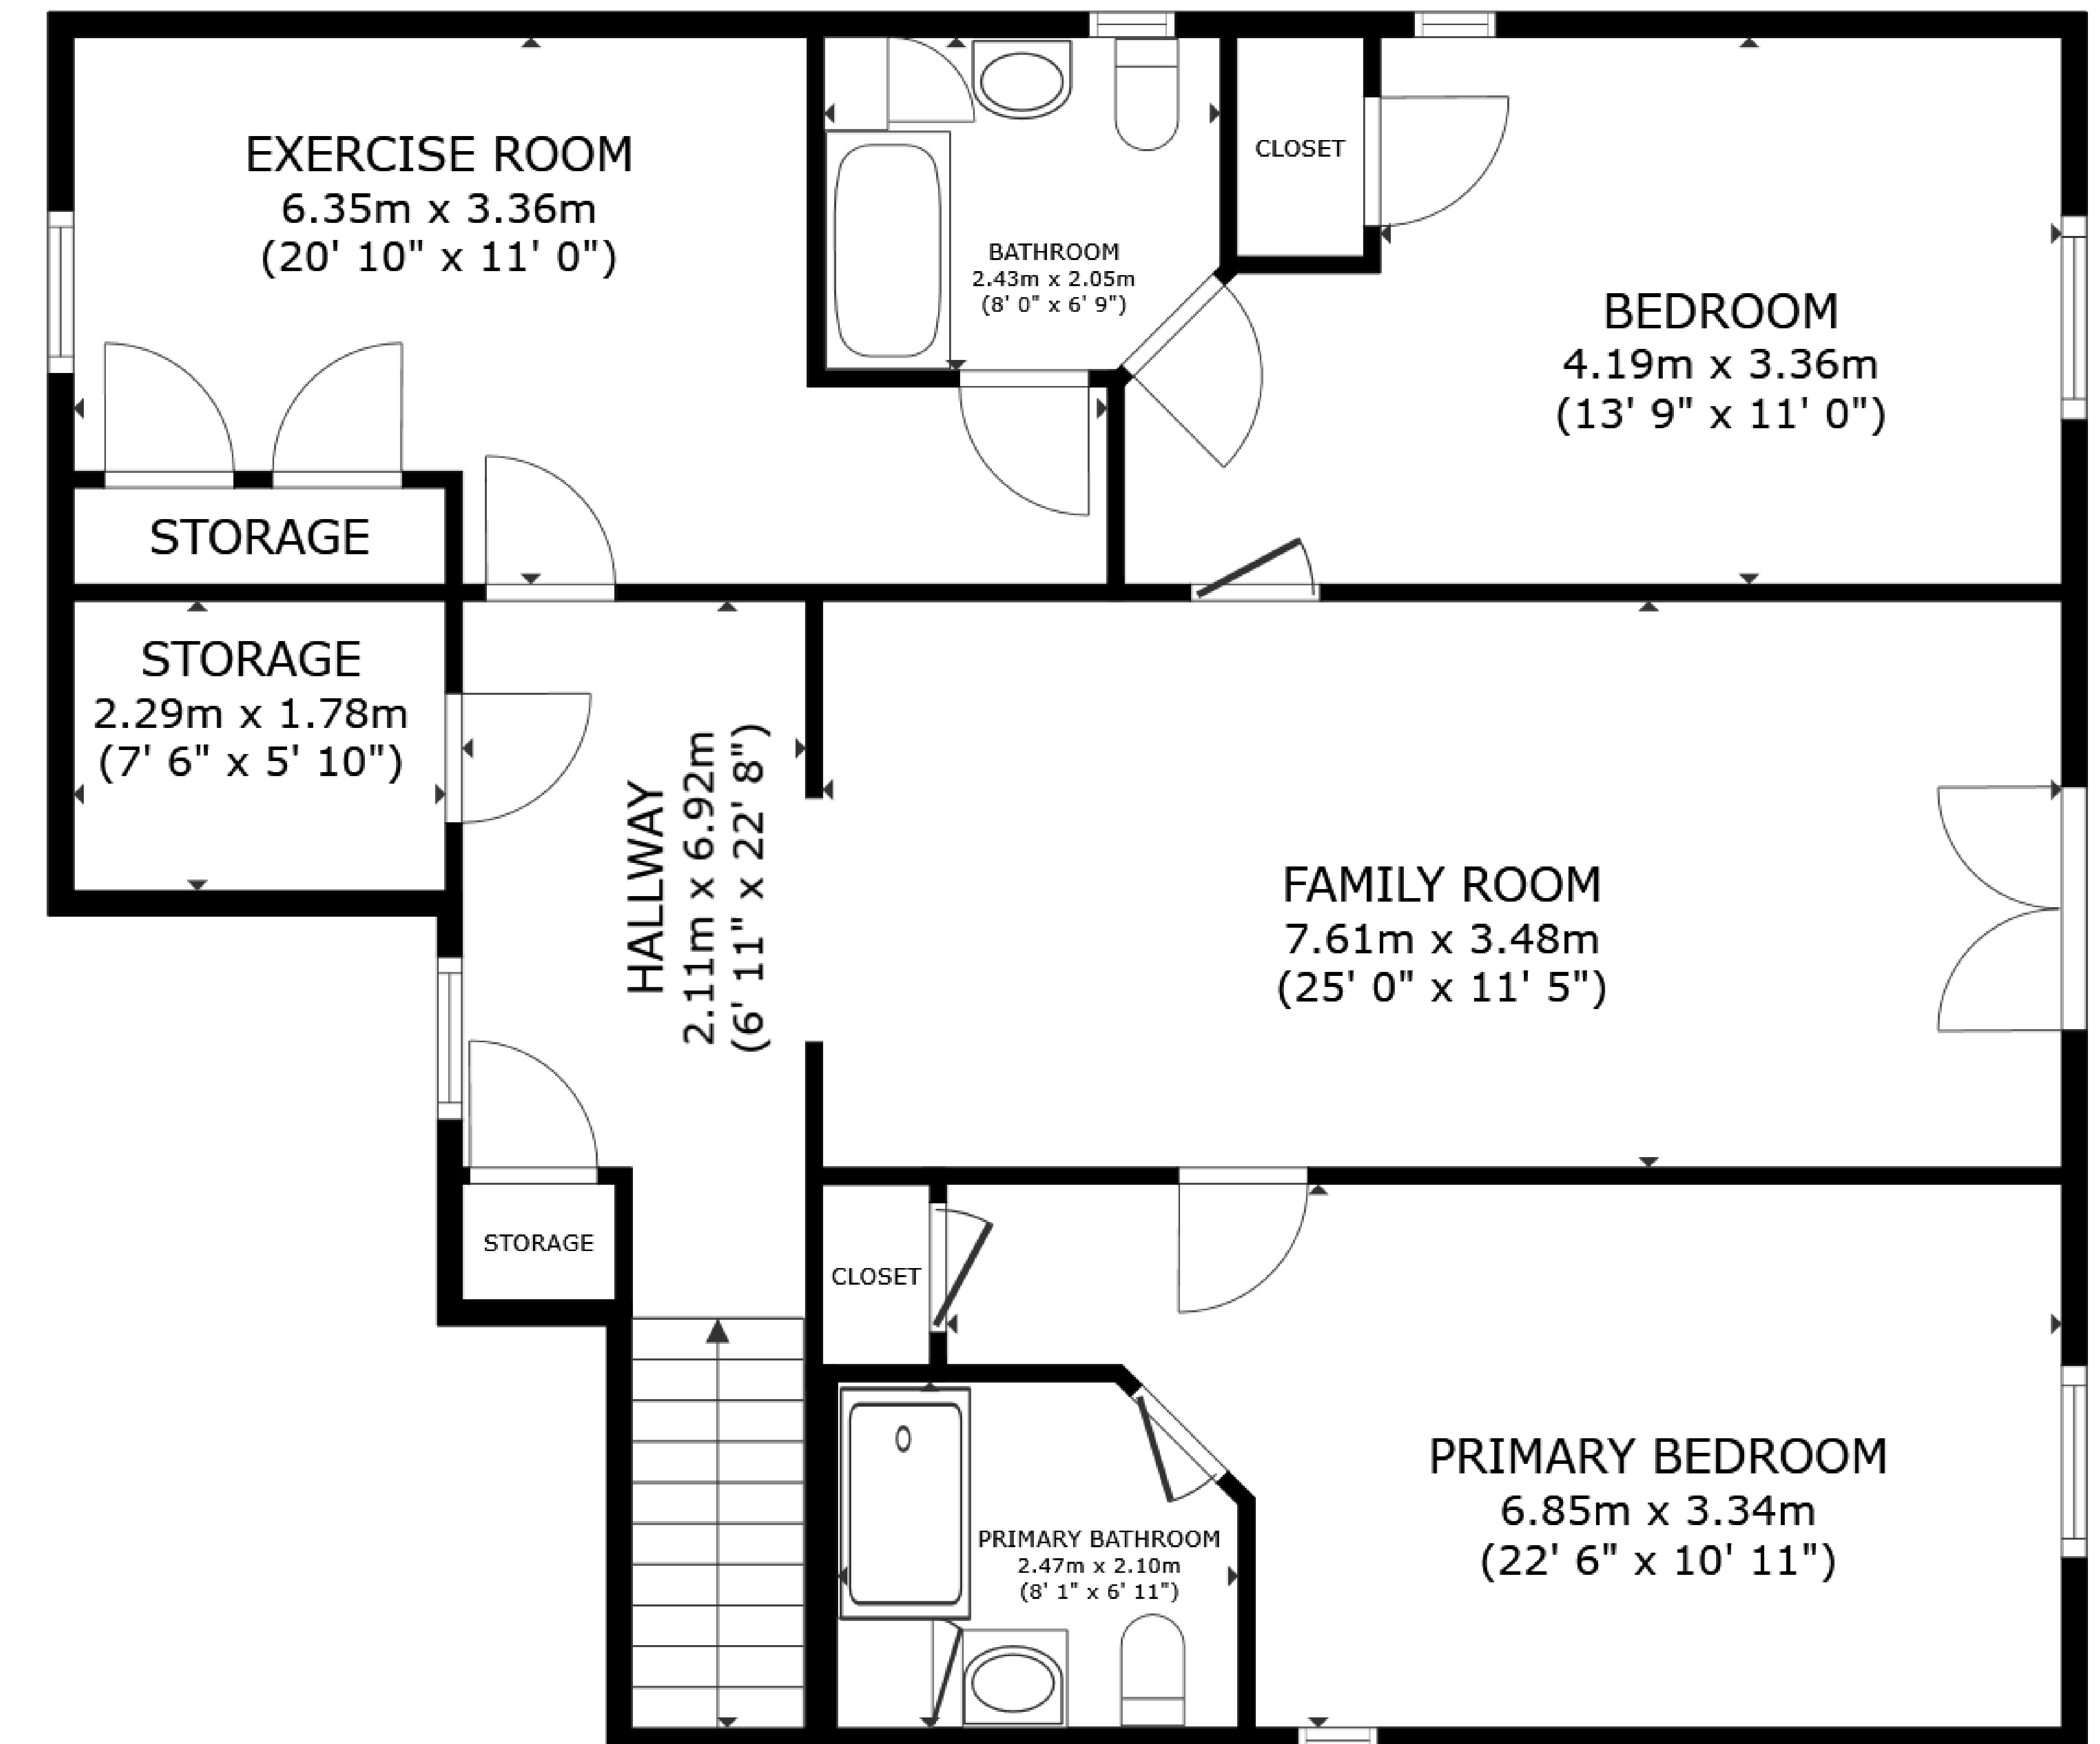 EXERCISE ROOM
6.35m x 3.36m
(20' 10" x 11' 0")
BATHROOM
2.43m x 2.05m
(8' 0" x 6' 9")
CLOSET
BEDROOM
4.19m x 3.36m
(13' 9" x 11' 0")
STORAGE
STORAGE
2.29m x 1.78m
(7' 6" x 5' 10")
HALLWAY
2.11m x 6.92m
(6' 11" x 22' 8")
FAMILY ROOM
7.61m x 3.48m
(25' 0" x 11' 5")
STORAGE
CLOSET
PRIMARY BATHROOM
2.47m x 2.10m
(8' 1" x 6' 11")
PRIMARY BEDROOM
6.85m x 3.34m
(22' 6" x 10' 11")